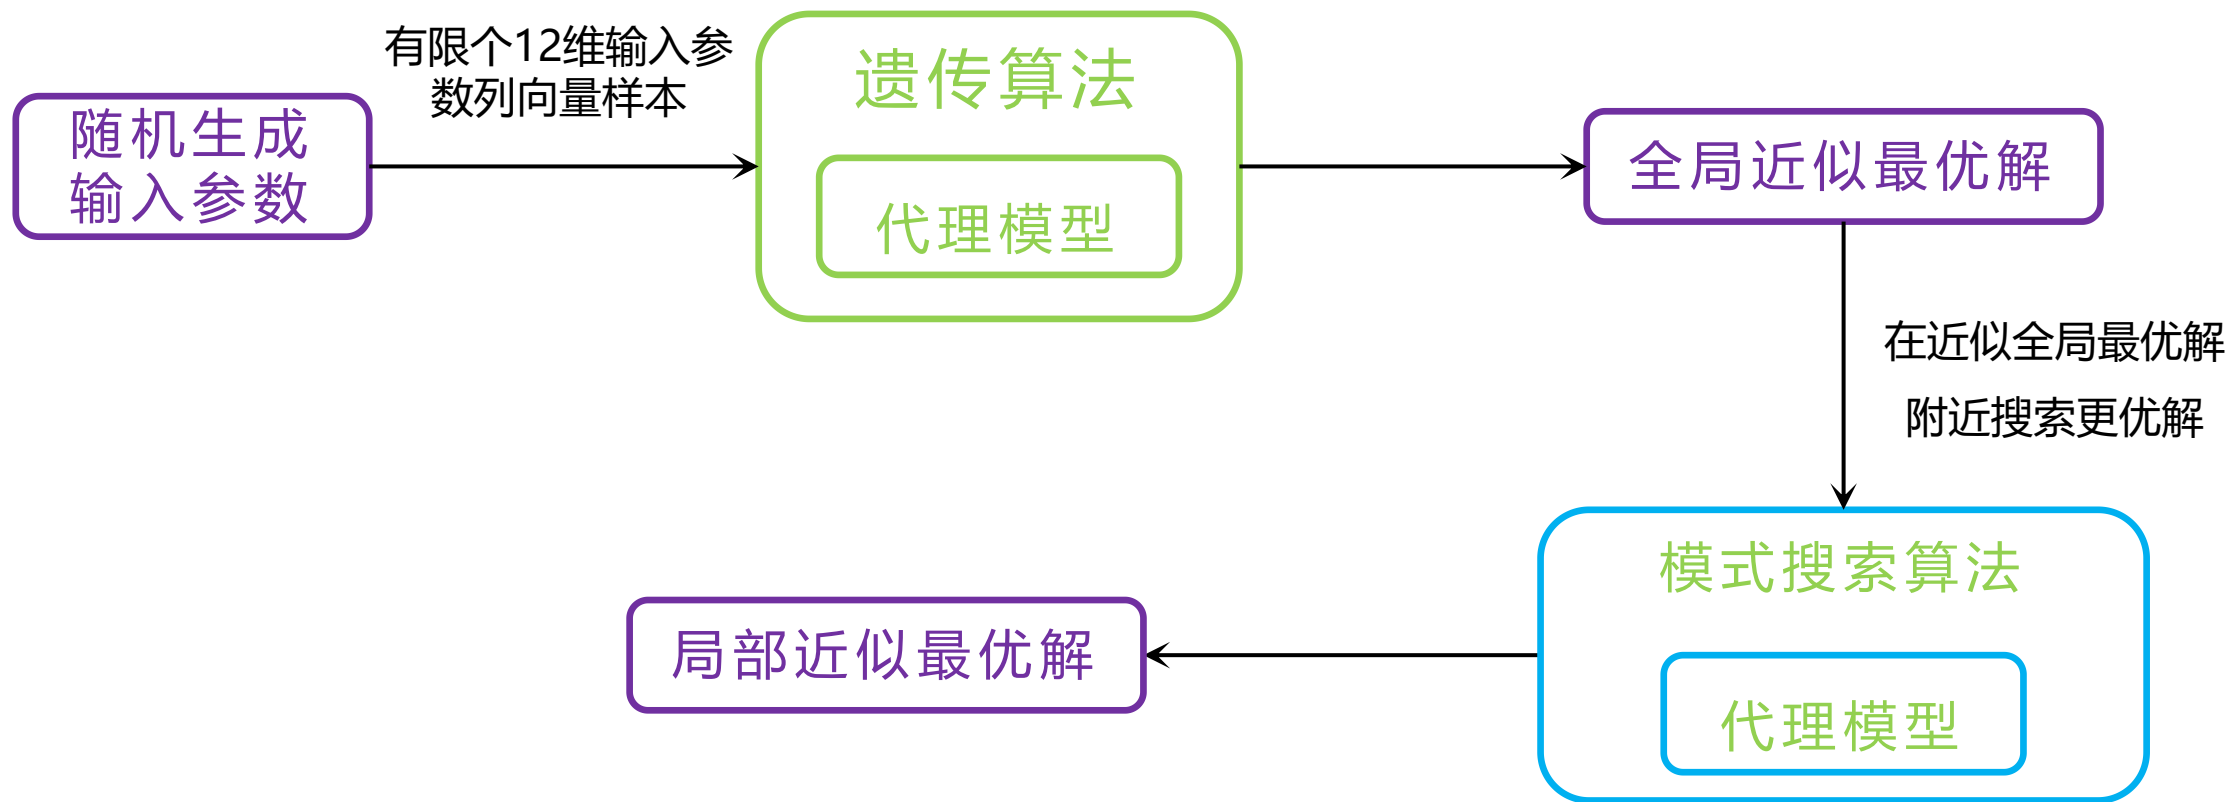 随机生成
输入参数
有限个12维输入参
数列向量样本
遗传算法
代理模型
全局近似最优解
在近似全局最优解
附近搜索更优解
模式搜索算法
代理模型
局部近似最优解